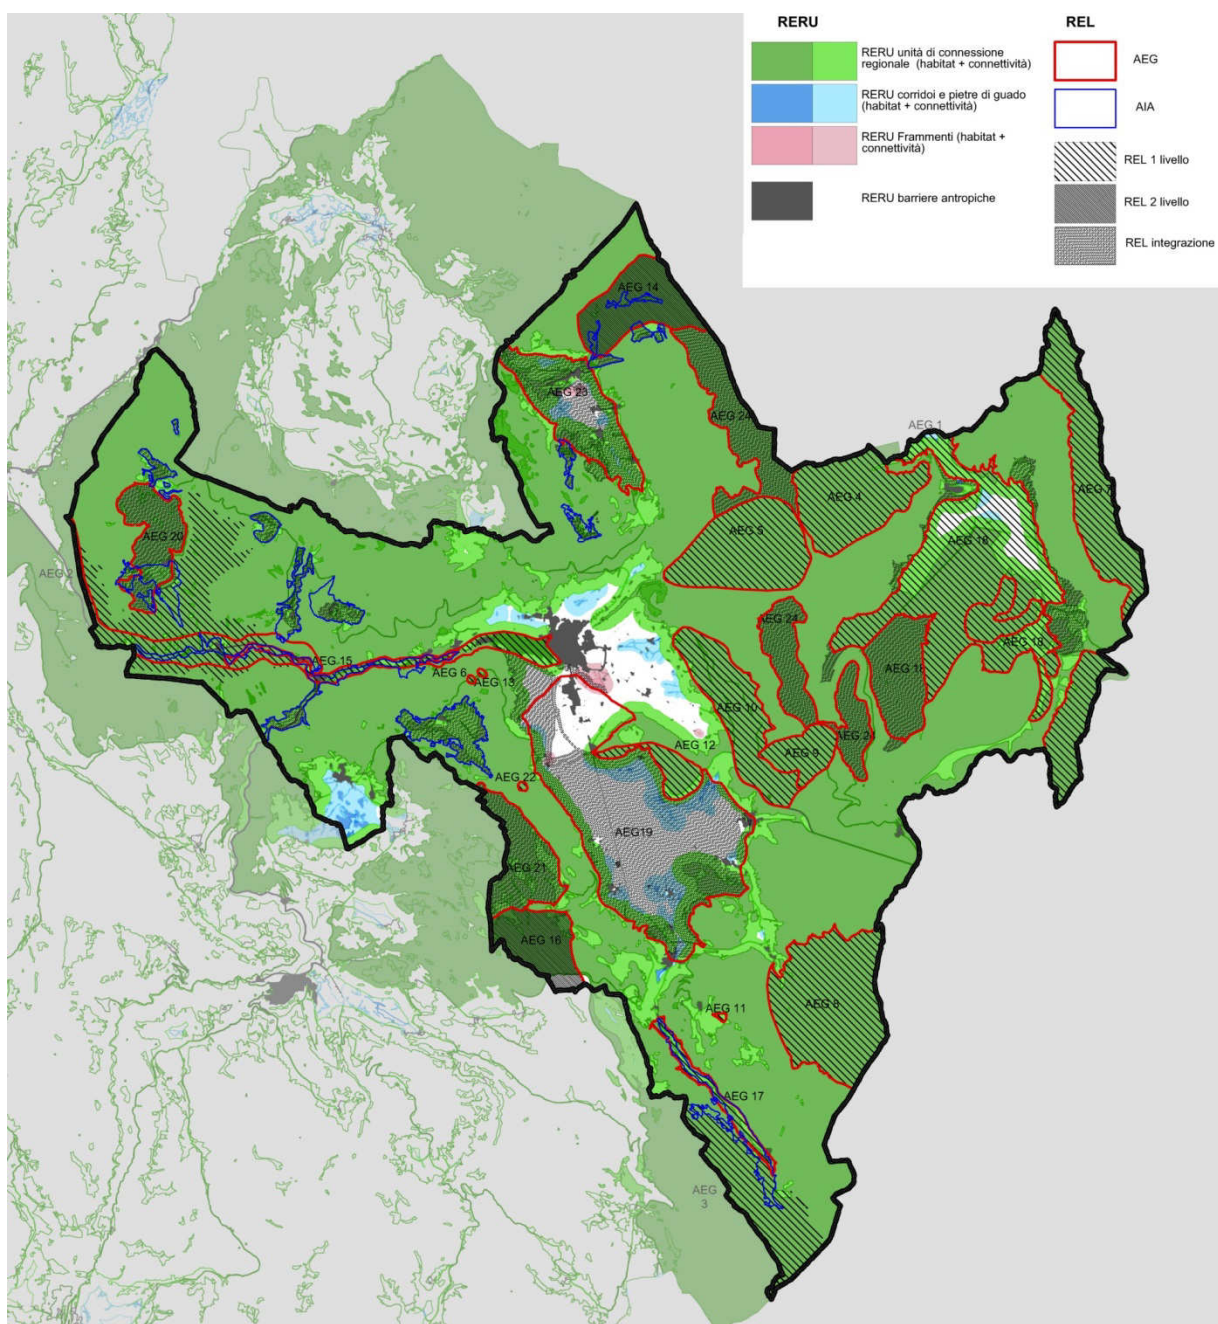 RERU
REL
RERU unità di connessione
regionale (habitat + connettività)
AEG
RERU corridoi e pietre di guado
(habitat + connettività)
AIA
RERU Frammenti (habitat +
connettività)
REL 1 livello
RERU barriere antropiche
REL 2 livello
REL integrazione
AEG 14
AEG 23
AEG 24
AEG 1
AEG 4
AEG 7
AEG 5
AEG 18
AEG 20
AEG 2
AEG 24
AEG 18
AEG 15
AEG 6
AEG 13
AEG 10
AEG 24
AEG 12
AEG 9
AEG 22
AEG19
AEG 21
AEG 16
AEG 8
AEG 11
AEG 17
AEG
3